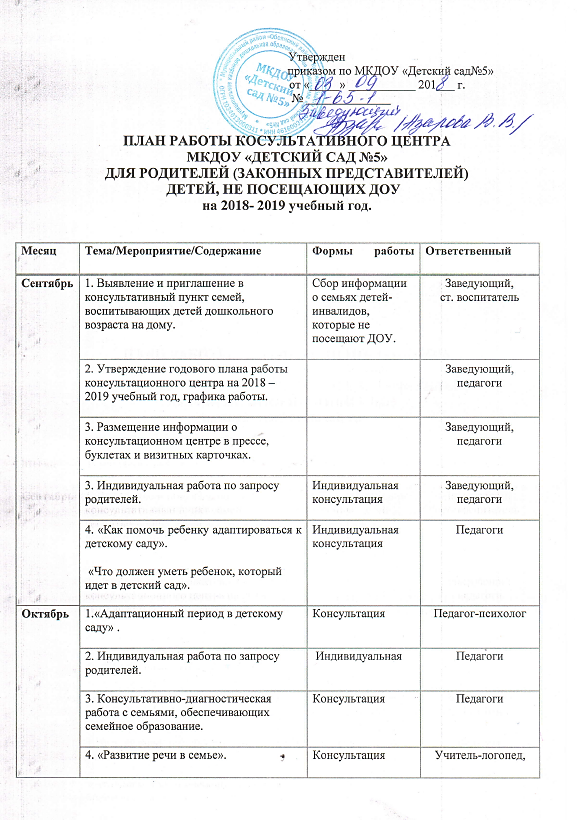 Утвержден
приказом по МКДОУ «Детский сад№5»
от « 03 » 09 2018 г.
№ 1-65-1
Заведующий Азарова В.В./
МКДОУ
«Детский
сад №5»
ПЛАН РАБОТЫ КОСУЛЬТАТИВНОГО ЦЕНТРА
МКДОУ «ДЕТСКИЙ САД №5»
ДЛЯ РОДИТЕЛЕЙ (ЗАКОННЫХ ПРЕДСТАВИТЕЛЕЙ)
ДЕТЕЙ, НЕ ПОСЕЩАЮЩИХ ДОУ
на 2018- 2019 учебный год.
Месяц Тема/Мероприятие/Содержание Формы работы Ответственный
Сентябрь 1. Выявление и приглашение в Сбор информации Заведующий,
консультативный пункт семей, о семьях детей- ст. воспитатель
воспитывающих детей дошкольного инвалидов,
возраста на дому. которые не
посещают ДОУ.
2. Утверждение годового плана работы Заведующий,
консультационного центра на 2018 – педагоги
2019 учебный год, графика работы.
3. Размещение информации о Заведующий,
консультационном центре в прессе, педагоги
буклетах и визитных карточках.
3. Индивидуальная работа по запросу Индивидуальная Заведующий,
родителей. консультация педагоги
4. «Как помочь ребенку адаптироваться к Индивидуальная Педагоги
детскому саду». консультация
«Что должен уметь ребенок, который
идет в детский сад».
Октябрь 1.«Адаптационный период в детскому Консультация Педагог-психолог
саду» .
2. Индивидуальная работа по запросу Индивидуальная Педагоги
родителей.
3. Консультативно-диагностическая Консультация Педагоги
работа с семьями, обеспечивающих
семейное образование.
4. «Развитие речи в семье». Консультация Учитель-логопед,